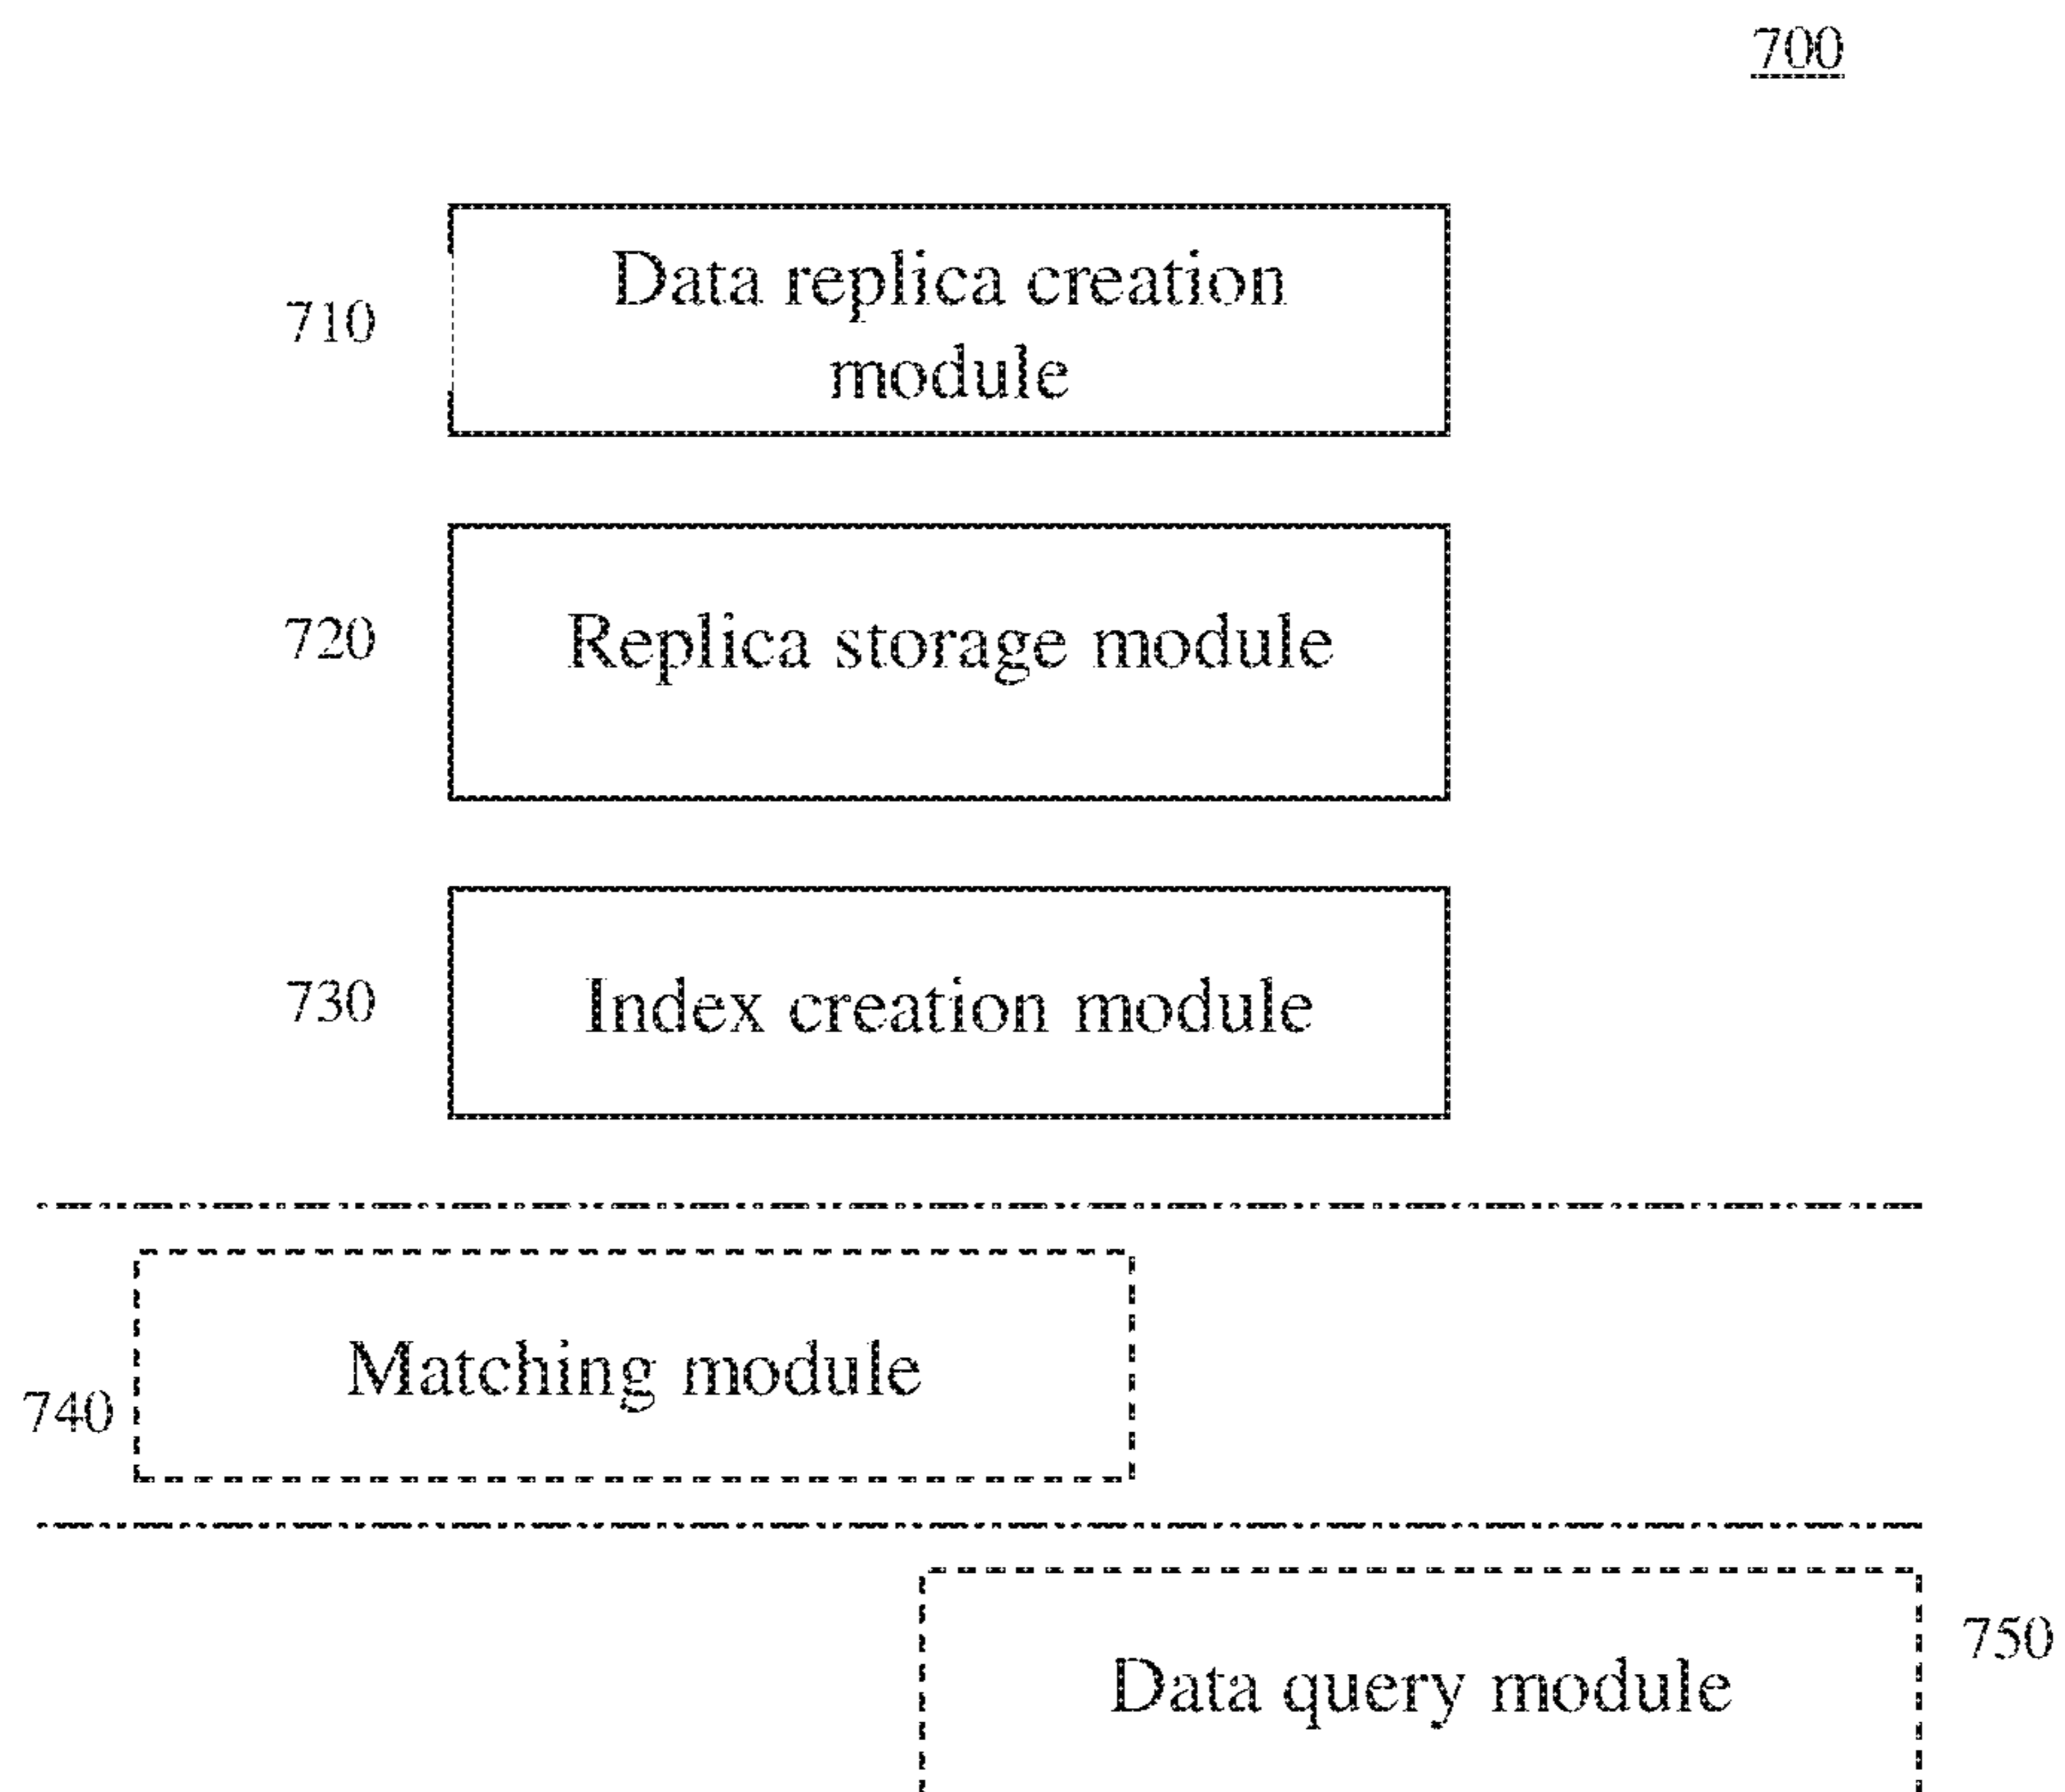 700
710
Data replica creation
module
720
Replica storage module
730
Index creation module
740
Matching module
Data query module
750